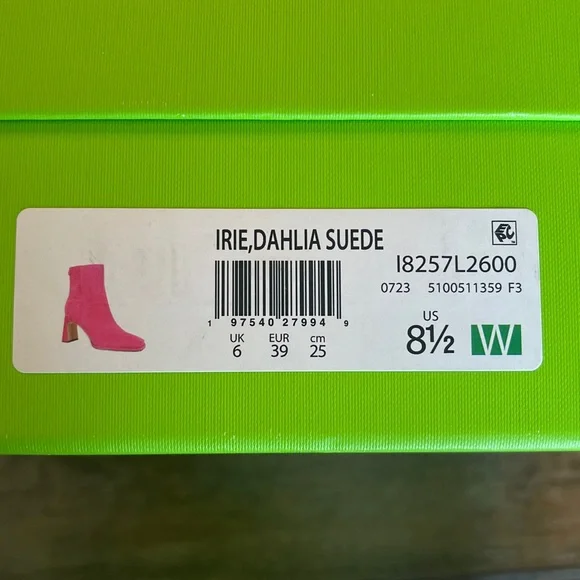 IRIE,DAHLIA SUEDE
I8257L2600
0723 5100511359 F3
1 97540 27994 9
UK EUR cm US
6 39 25 8½ W